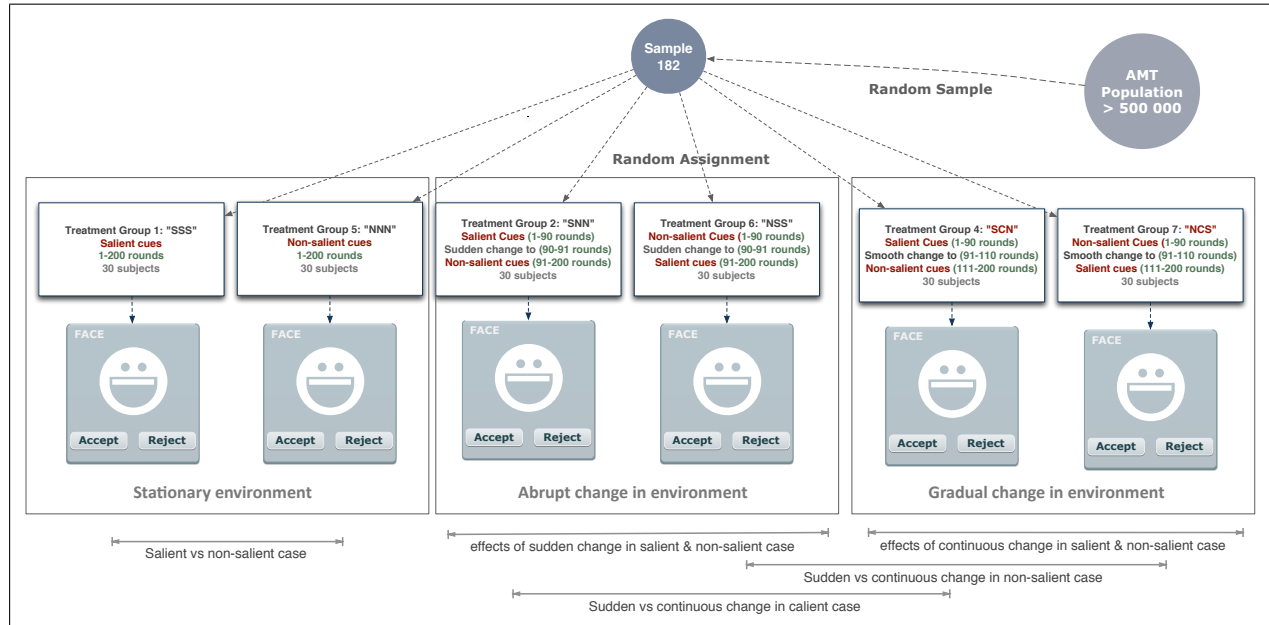 Sample
182
AMT
Population
> 500 000
Random Sample
Random Assignment
Treatment Group 1: "SSS"
Salient cues
1-200 rounds
30 subjects
Treatment Group 5: "NNN"
Non-salient cues
1-200 rounds
30 subjects
Treatment Group 2: "SNN"
Salient Cues (1-90 rounds)
Sudden change to (90-91 rounds)
Non-salient cues (91-200 rounds)
30 subjects
Treatment Group 6: "NSS"
Non-salient Cues (1-90 rounds)
Sudden change to (90-91 rounds)
Salient cues (91-200 rounds)
30 subjects
Treatment Group 4: "SCN"
Salient Cues (1-90 rounds)
Smooth change to (91-110 rounds)
Non-salient cues (111-200 rounds)
30 subjects
Treatment Group 7: "NCS"
Non-salient Cues (1-90 rounds)
Smooth change to (91-110 rounds)
Salient cues (111-200 rounds)
30 subjects
FACE
Accept Reject
FACE
Accept Reject
FACE
Accept Reject
FACE
Accept Reject
FACE
Accept Reject
FACE
Accept Reject
Stationary environment
Abrupt change in environment
Gradual change in environment
Salient vs non-salient case
effects of sudden change in salient & non-salient case
effects of continuous change in salient & non-salient case
Sudden vs continuous change in non-salient case
Sudden vs continuous change in calient case